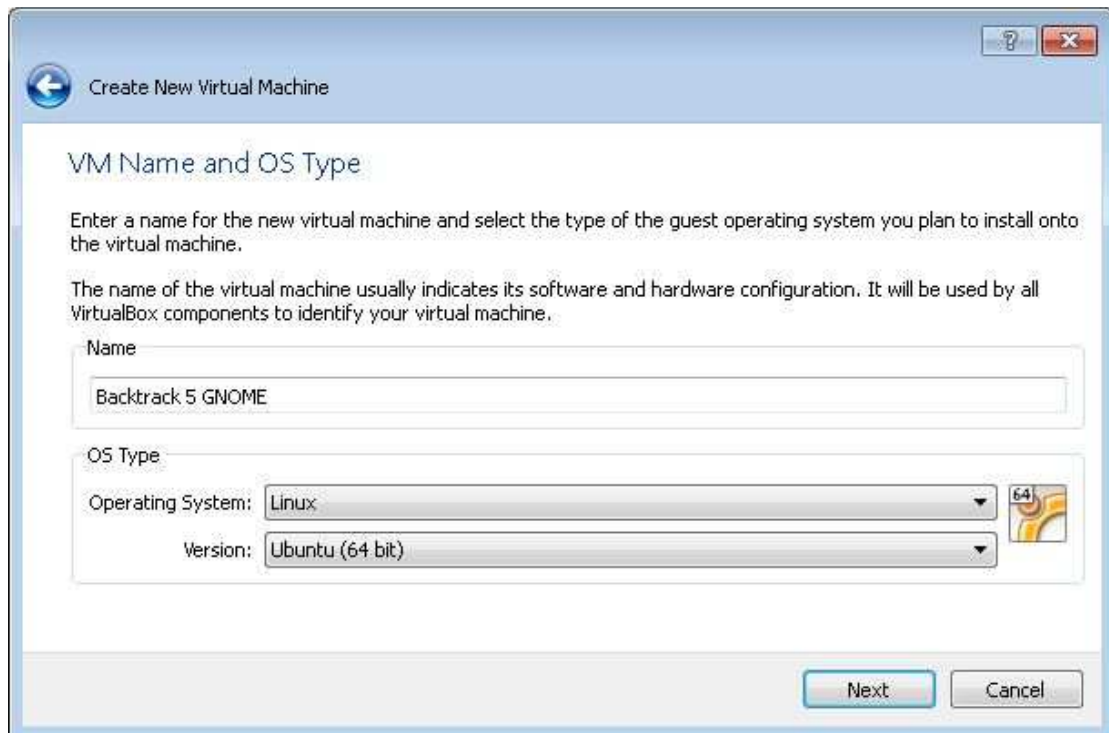 Create New Virtual Machine
VM Name and OS Type
Enter a name for the new virtual machine and select the type of the guest operating system you plan to install onto
the virtual machine.
The name of the virtual machine usually indicates its software and hardware configuration. It will be used by all
VirtualBox components to identify your virtual machine.
Name
Backtrack 5 GNOME
OS Type
Operating System: Linux
64
Version: Ubuntu (64 bit)
Next Cancel